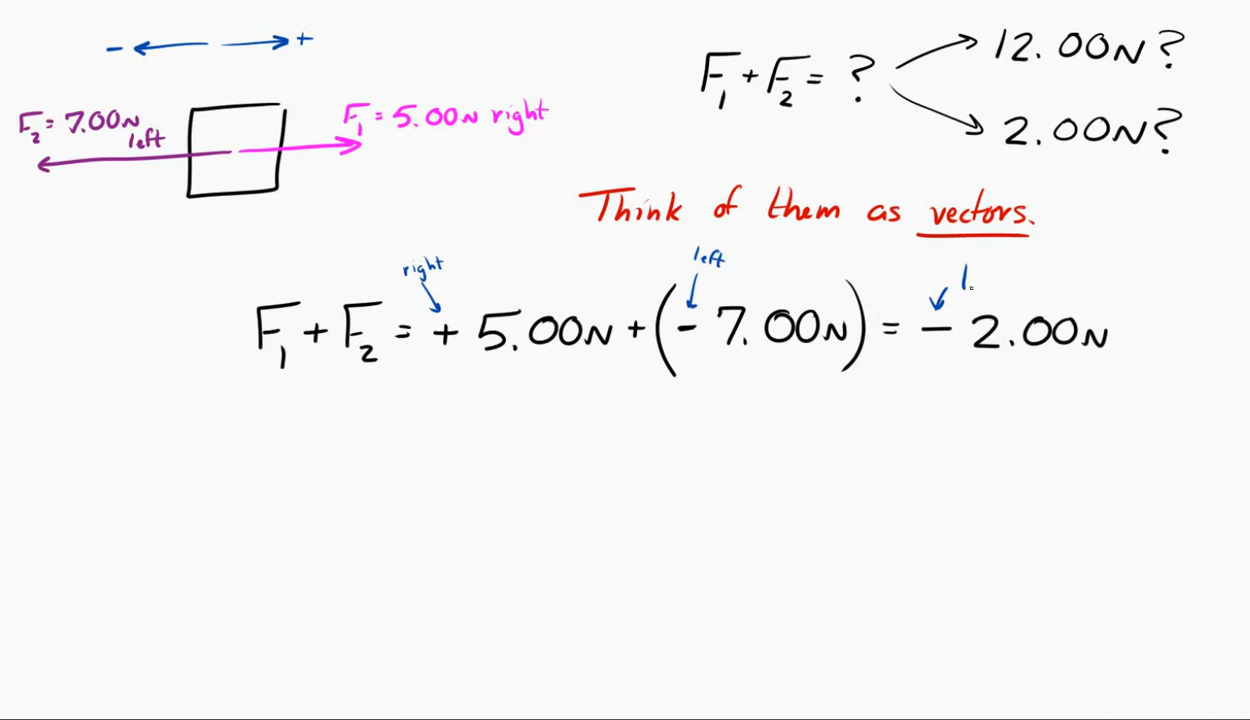 - +
F₂ = 7.00N left
F₁ = 5.00N right
F₁ + F₂ = ?
12.00N?
2.00N?
Think of them as vectors.
right
left
l
F₁ + F₂ = + 5.00N + (- 7.00N) = - 2.00N